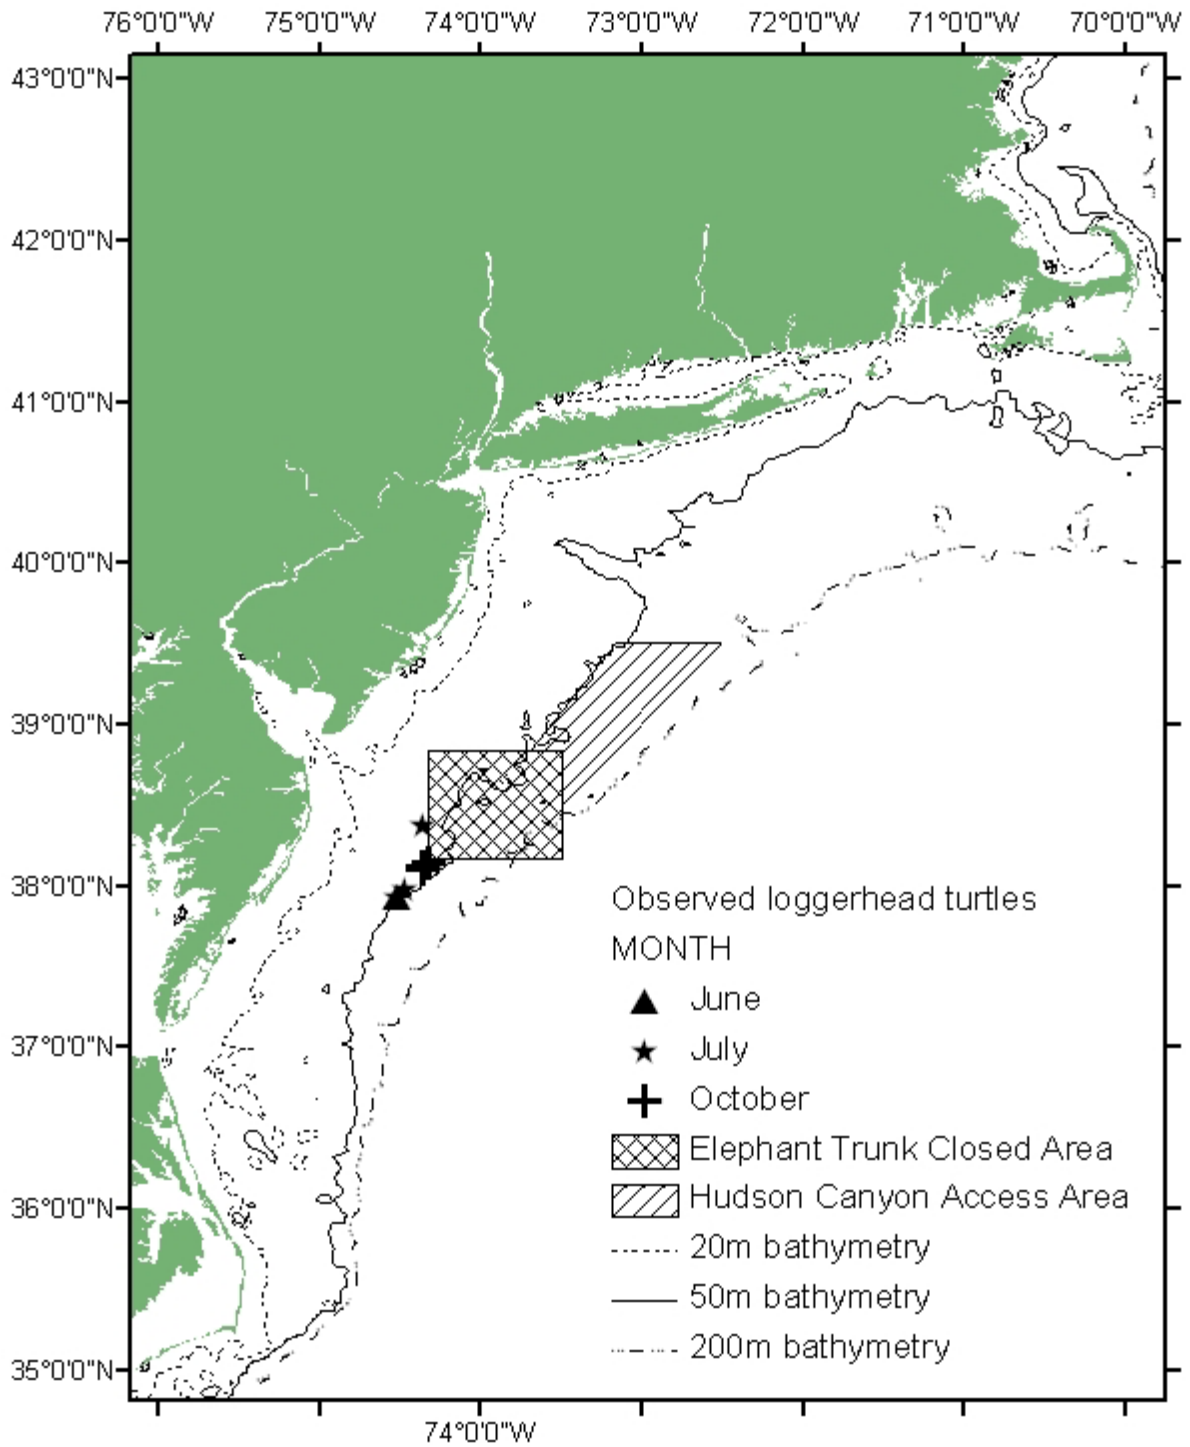 76°0'0"W 75°0'0"W 74°0'0"W 73°0'0"W 72°0'0"W 71°0'0"W 70°0'0"W
43°0'0"N
42°0'0"N
41°0'0"N
40°0'0"N
39°0'0"N
38°0'0"N
Observed loggerhead turtles
MONTH
June
37°0'0"N
July
October
Elephant Trunk Closed Area
Hudson Canyon Access Area
36°0'0"N
20m bathymetry
50m bathymetry
200m bathymetry
35°0'0"N
74°0'0"W